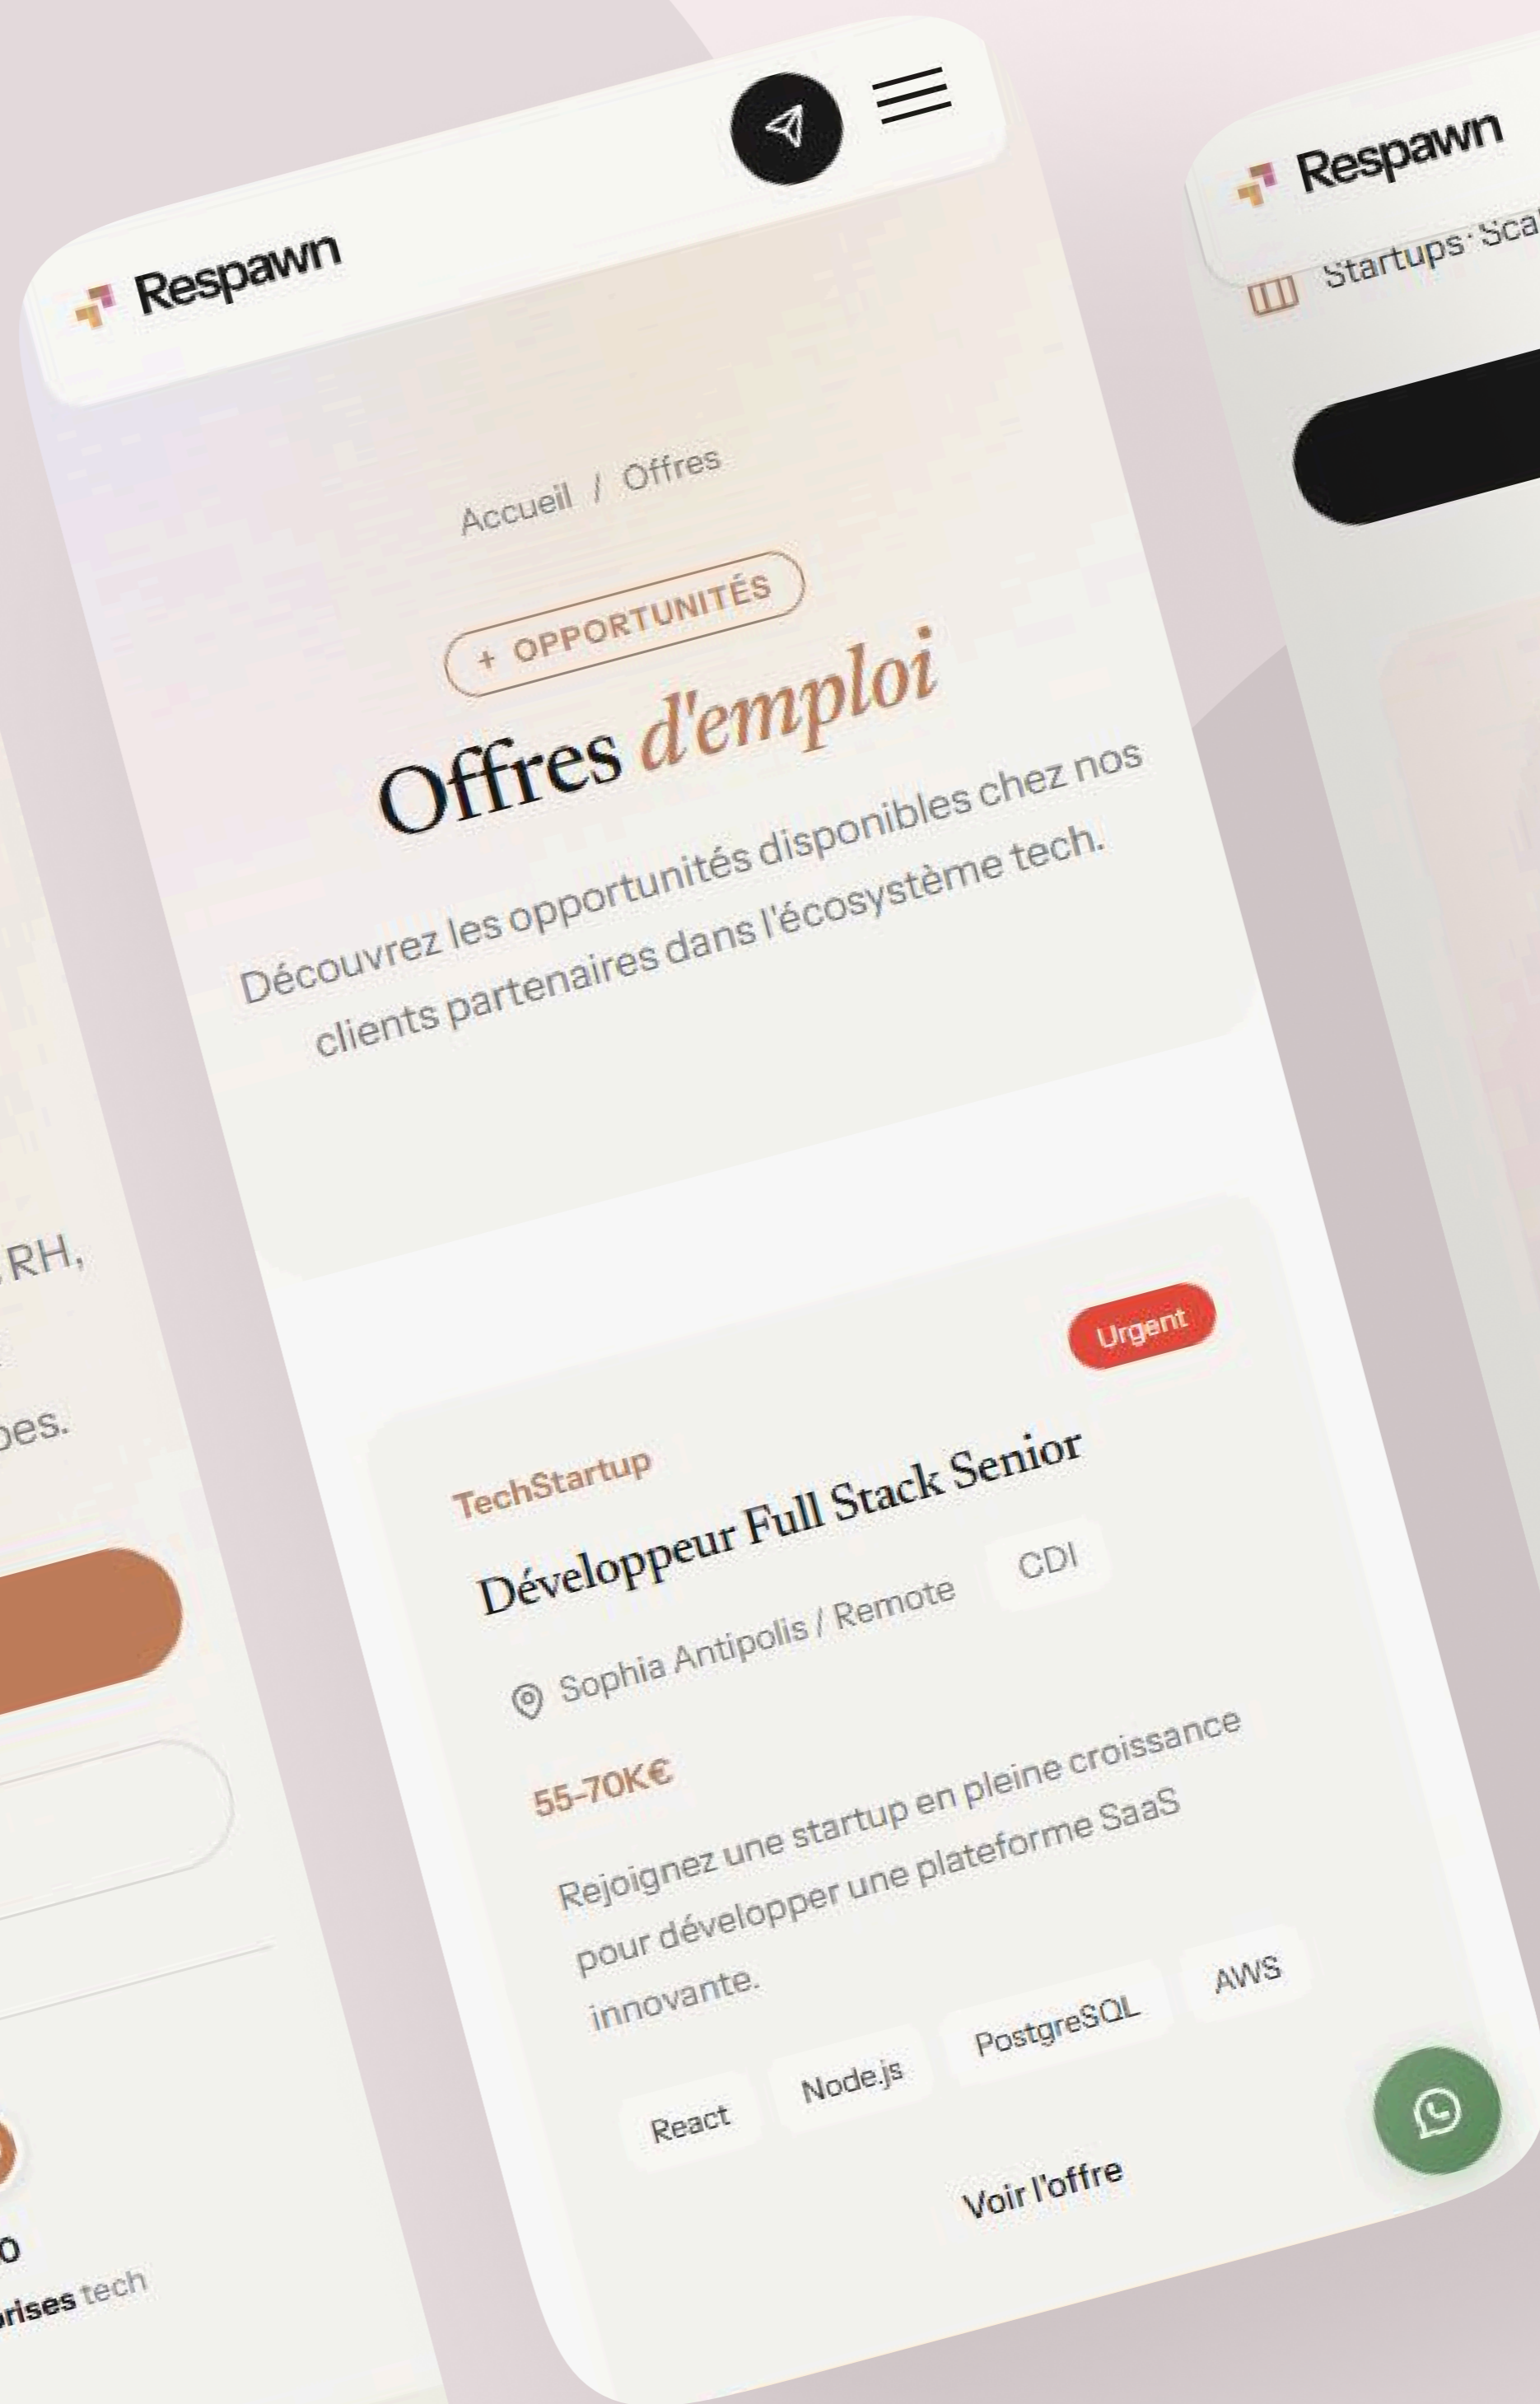 Respawn
Accueil / Offres
+ OPPORTUNITÉS
Offres d'emploi
Découvrez les opportunités disponibles chez nos
clients partenaires dans l'écosystème tech.
Urgent
TechStartup
Développeur Full Stack Senior
Sophia Antipolis / Remote CDI
55-70K€
Rejoignez une startup en pleine croissance
pour développer une plateforme SaaS
innovante.
React Node.js PostgreSQL AWS
Voir l'offre
RH,
tech
Respawn
Startups ·